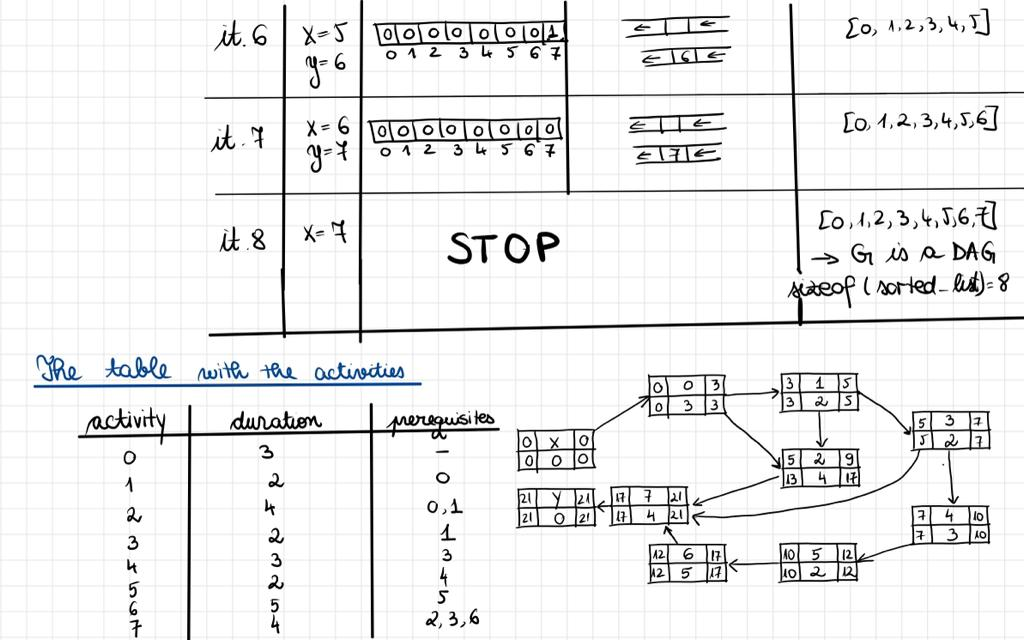 it. 6 x=5 0 0 0 0 0 0 0 1 ← ← [0, 1, 2, 3, 4, 5]
y=6 0 1 2 3 4 5 6 7 ← 6 ←
it. 7 x=6 0 0 0 0 0 0 0 0 ← ← [0, 1, 2, 3, 4, 5, 6]
y=7 0 1 2 3 4 5 6 7 ← 7 ←
it. 8 x=7 STOP [0, 1, 2, 3, 4, 5, 6, 7]
→ G is a DAG
sizeof (sorted_list)=8
The table with the activities
activity duration prerequisites
0 3 –
1 2 0
2 4 0, 1
3 2 1
4 3 3
5 2 4
6 5 5
7 4 2, 3, 6
0 0 3
0 3 3
3 1 5
3 2 5
0 X 0
0 0 0
5 3 7
5 2 7
5 2 9
13 4 17
21 Y 21
21 0 21
17 7 21
17 4 21
7 4 10
7 3 10
12 6 17
12 5 17
10 5 12
10 2 12